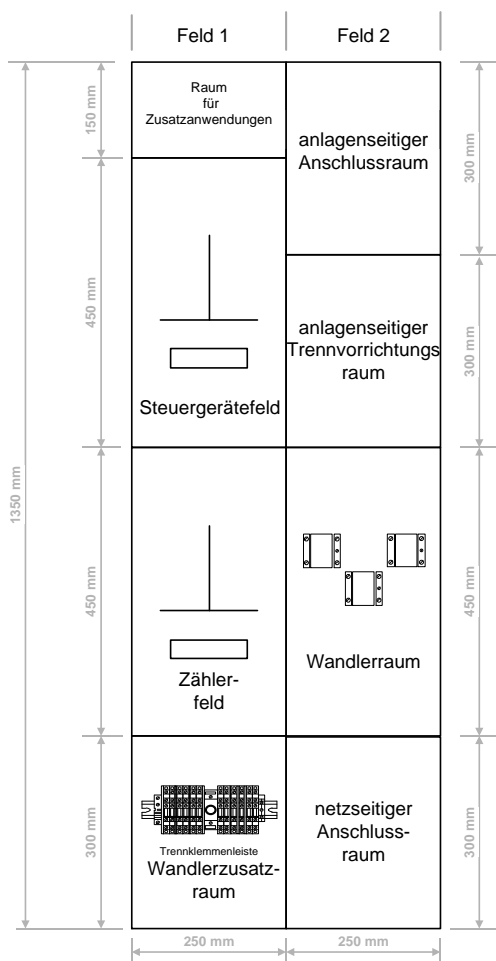 Feld 1
Feld 2
150 mm
450 mm
450 mm
300 mm
1350 mm
Raum
für
Zusatzanwendungen
Steuergerätefeld
Zähler-
feld
Trennklemmenleiste
Wandlerzusatz-
raum
anlagenseitiger
Anschlussraum
anlagenseitiger
Trennvorrichtungs
raum
Wandlerraum
netzseitiger
Anschluss-
raum
300 mm
300 mm
450 mm
300 mm
250 mm
250 mm